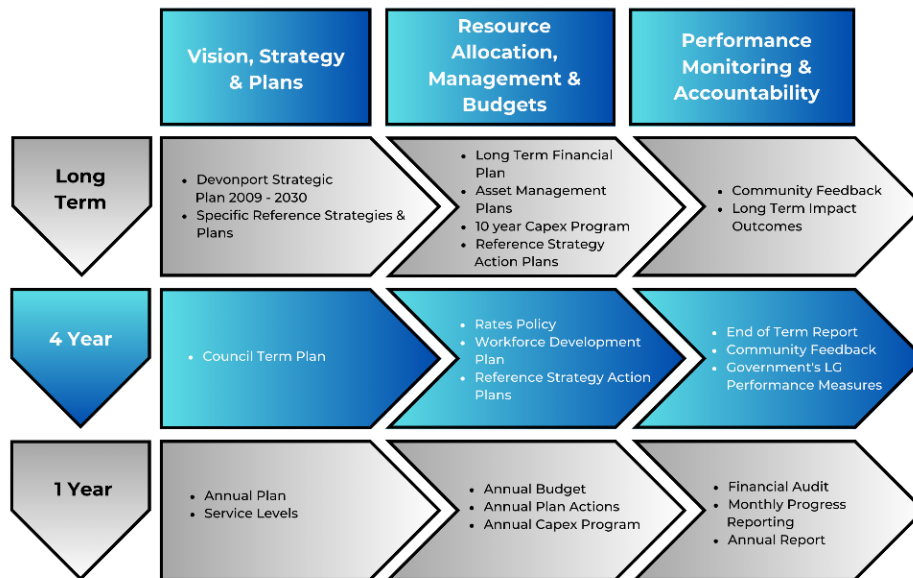 Vision, Strategy
& Plans
Resource
Allocation,
Management &
Budgets
Performance
Monitoring &
Accountability
Long
Term
• Devonport Strategic
Plan 2009 - 2030
• Specific Reference Strategies &
Plans
• Long Term Financial
Plan
• Asset Management
Plans
• 10 year Capex Program
• Reference Strategy
Action Plans
• Community Feedback
• Long Term Impact
Outcomes
4 Year
• Council Term Plan
• Rates Policy
• Workforce Development
Plan
• Reference Strategy Action
Plans
• End of Term Report
• Community Feedback
• Government's LG
Performance Measures
1 Year
• Annual Plan
• Service Levels
• Annual Budget
• Annual Plan Actions
• Annual Capex Program
• Financial Audit
• Monthly Progress
Reporting
• Annual Report